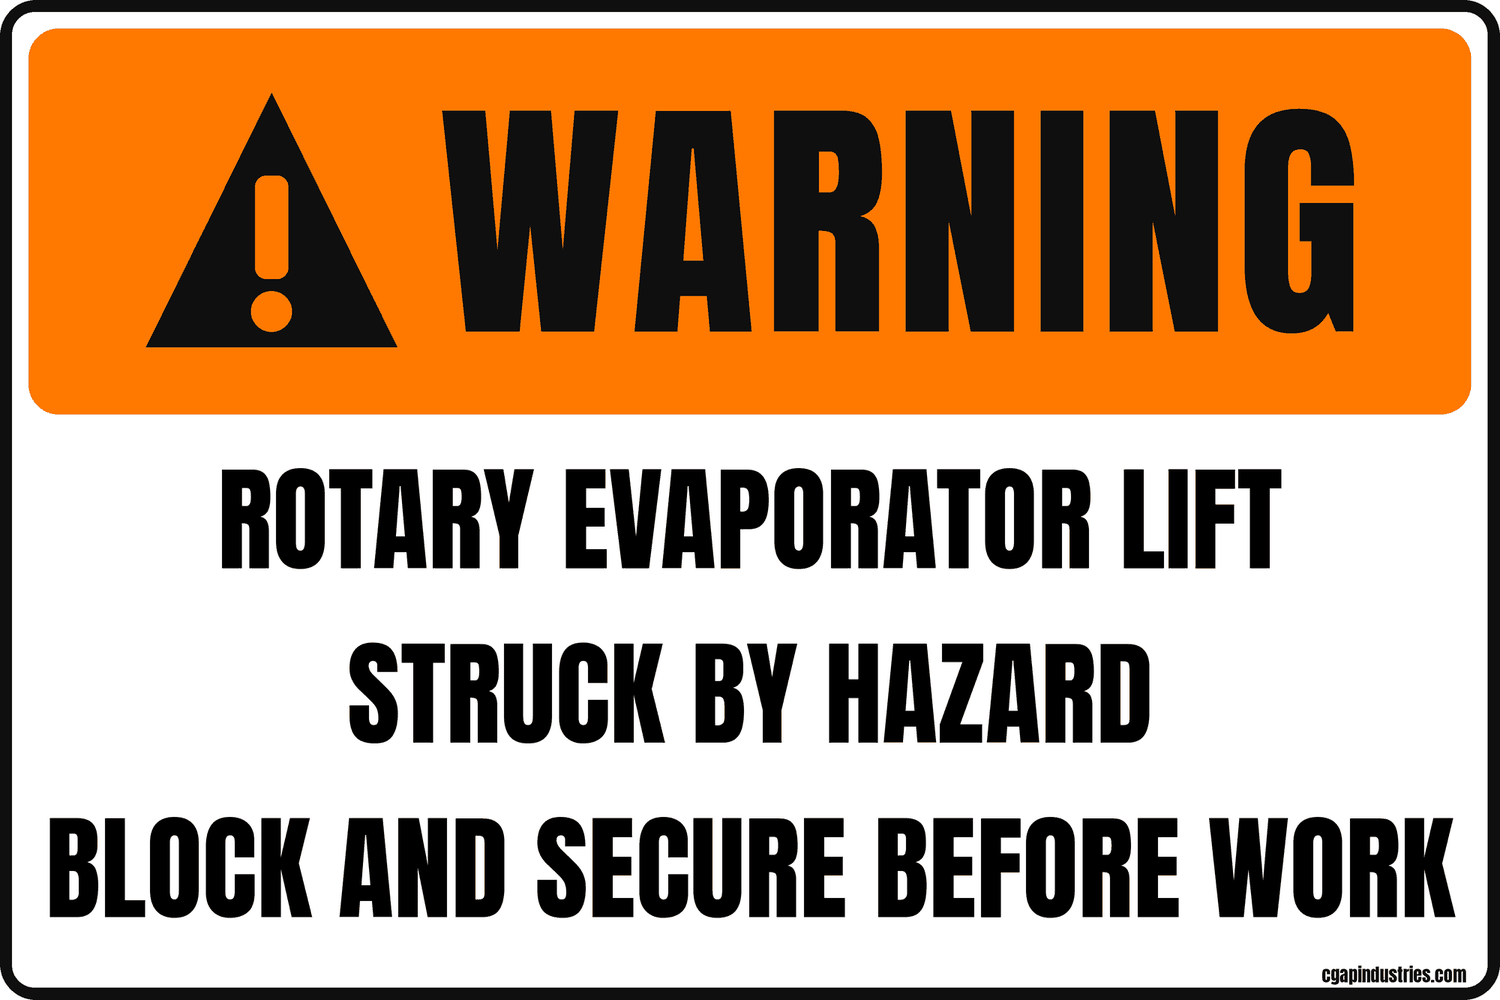 WARNING
ROTARY EVAPORATOR LIFT
STRUCK BY HAZARD
BLOCK AND SECURE BEFORE WORK
cgapindustries.com